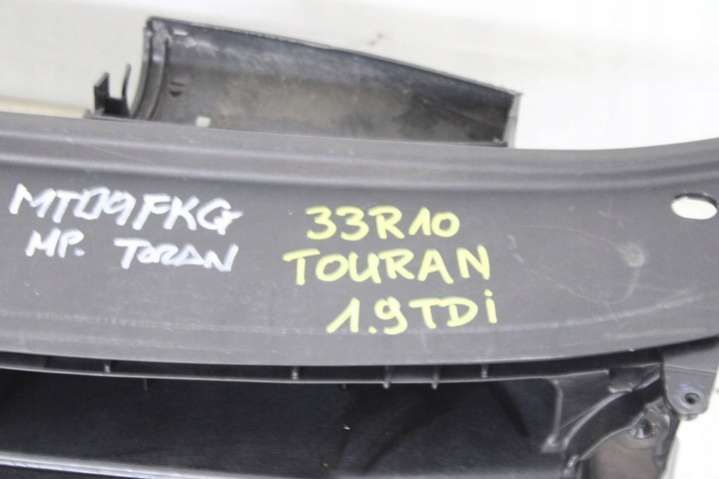 MT09FKG
MP. TORAN
33R10
TOURAN
1.9TDi